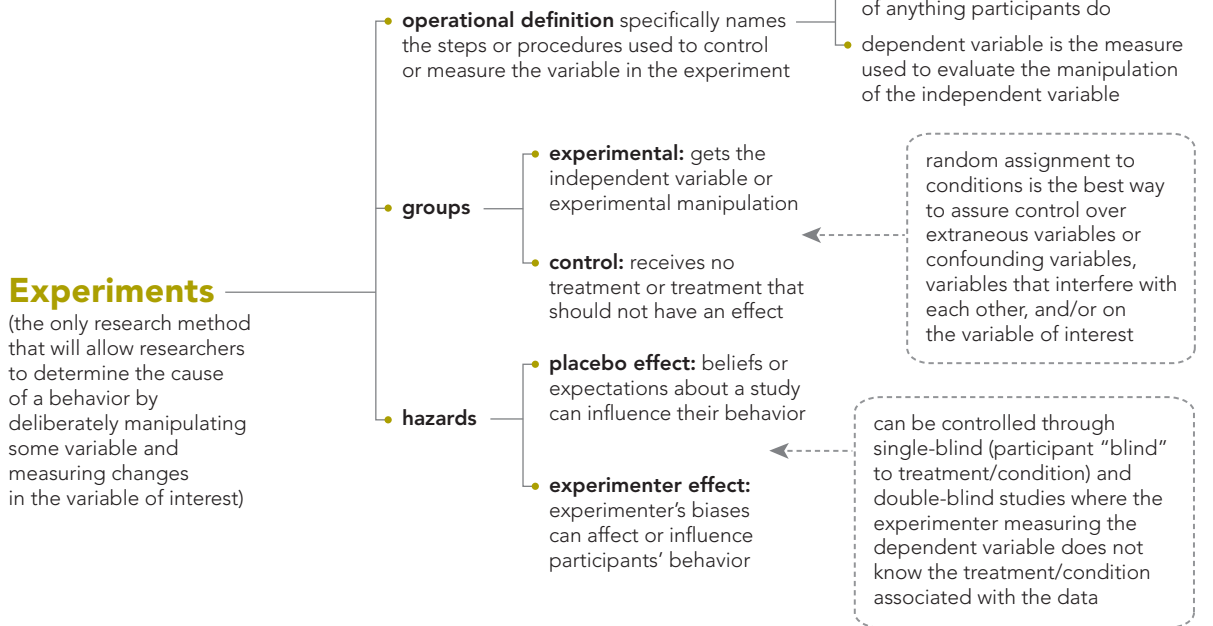 of anything participants do
operational definition specifically names
the steps or procedures used to control
or measure the variable in the experiment
dependent variable is the measure
used to evaluate the manipulation
of the independent variable
groups
experimental: gets the
independent variable or
experimental manipulation
control: receives no
treatment or treatment that
should not have an effect
random assignment to
conditions is the best way
to assure control over
extraneous variables or
confounding variables,
variables that interfere with
each other, and/or on
the variable of interest
Experiments
(the only research method
that will allow researchers
to determine the cause
of a behavior by
deliberately manipulating
some variable and
measuring changes
in the variable of interest)
hazards
placebo effect: beliefs or
expectations about a study
can influence their behavior
experimenter effect:
experimenter's biases
can affect or influence
participants' behavior
can be controlled through
single-blind (participant “blind”
to treatment/condition) and
double-blind studies where the
experimenter measuring the
dependent variable does not
know the treatment/condition
associated with the data